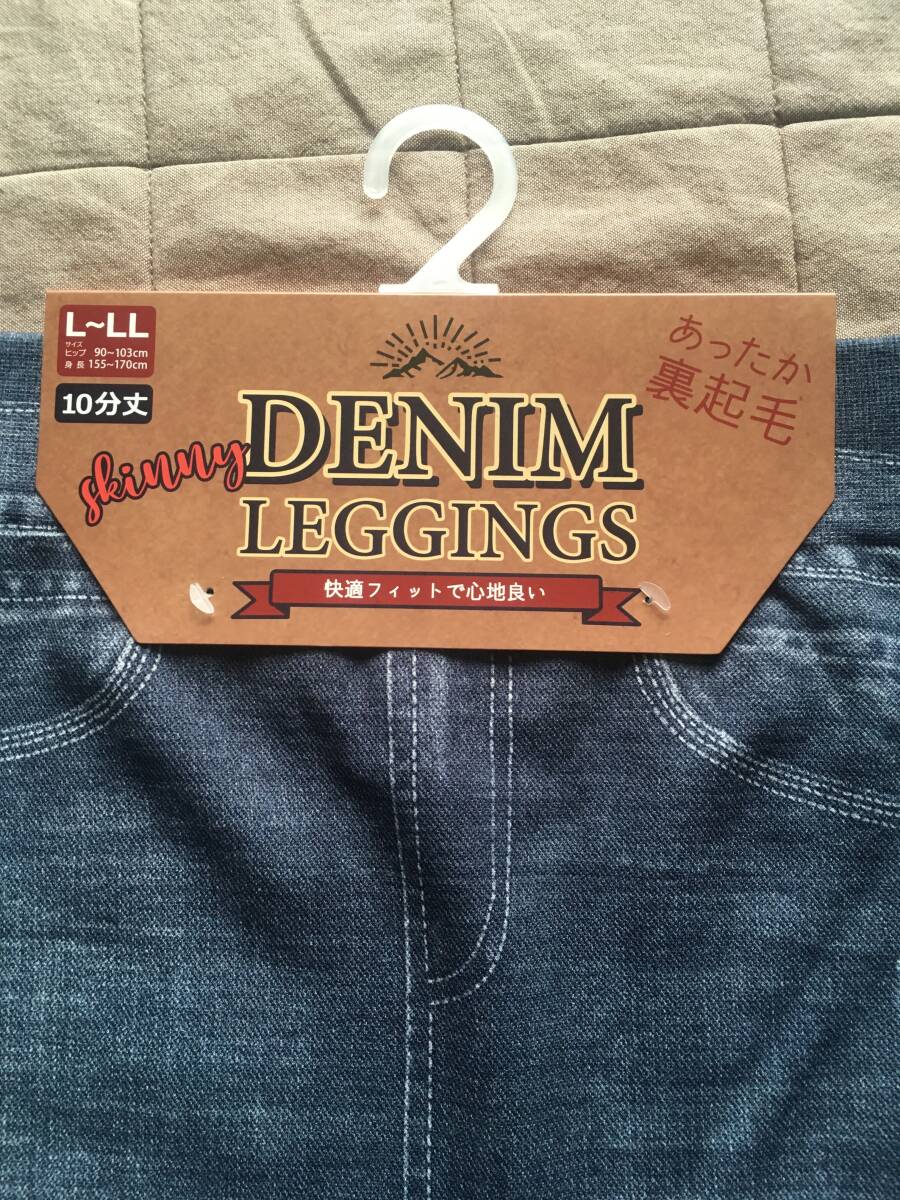 L~LL
サイズ
ヒップ 90~103cm
身長 155~170cm
10分丈
あったか
裏起毛
skinny
DENIM
LEGGINGS
快適フィットで心地良い